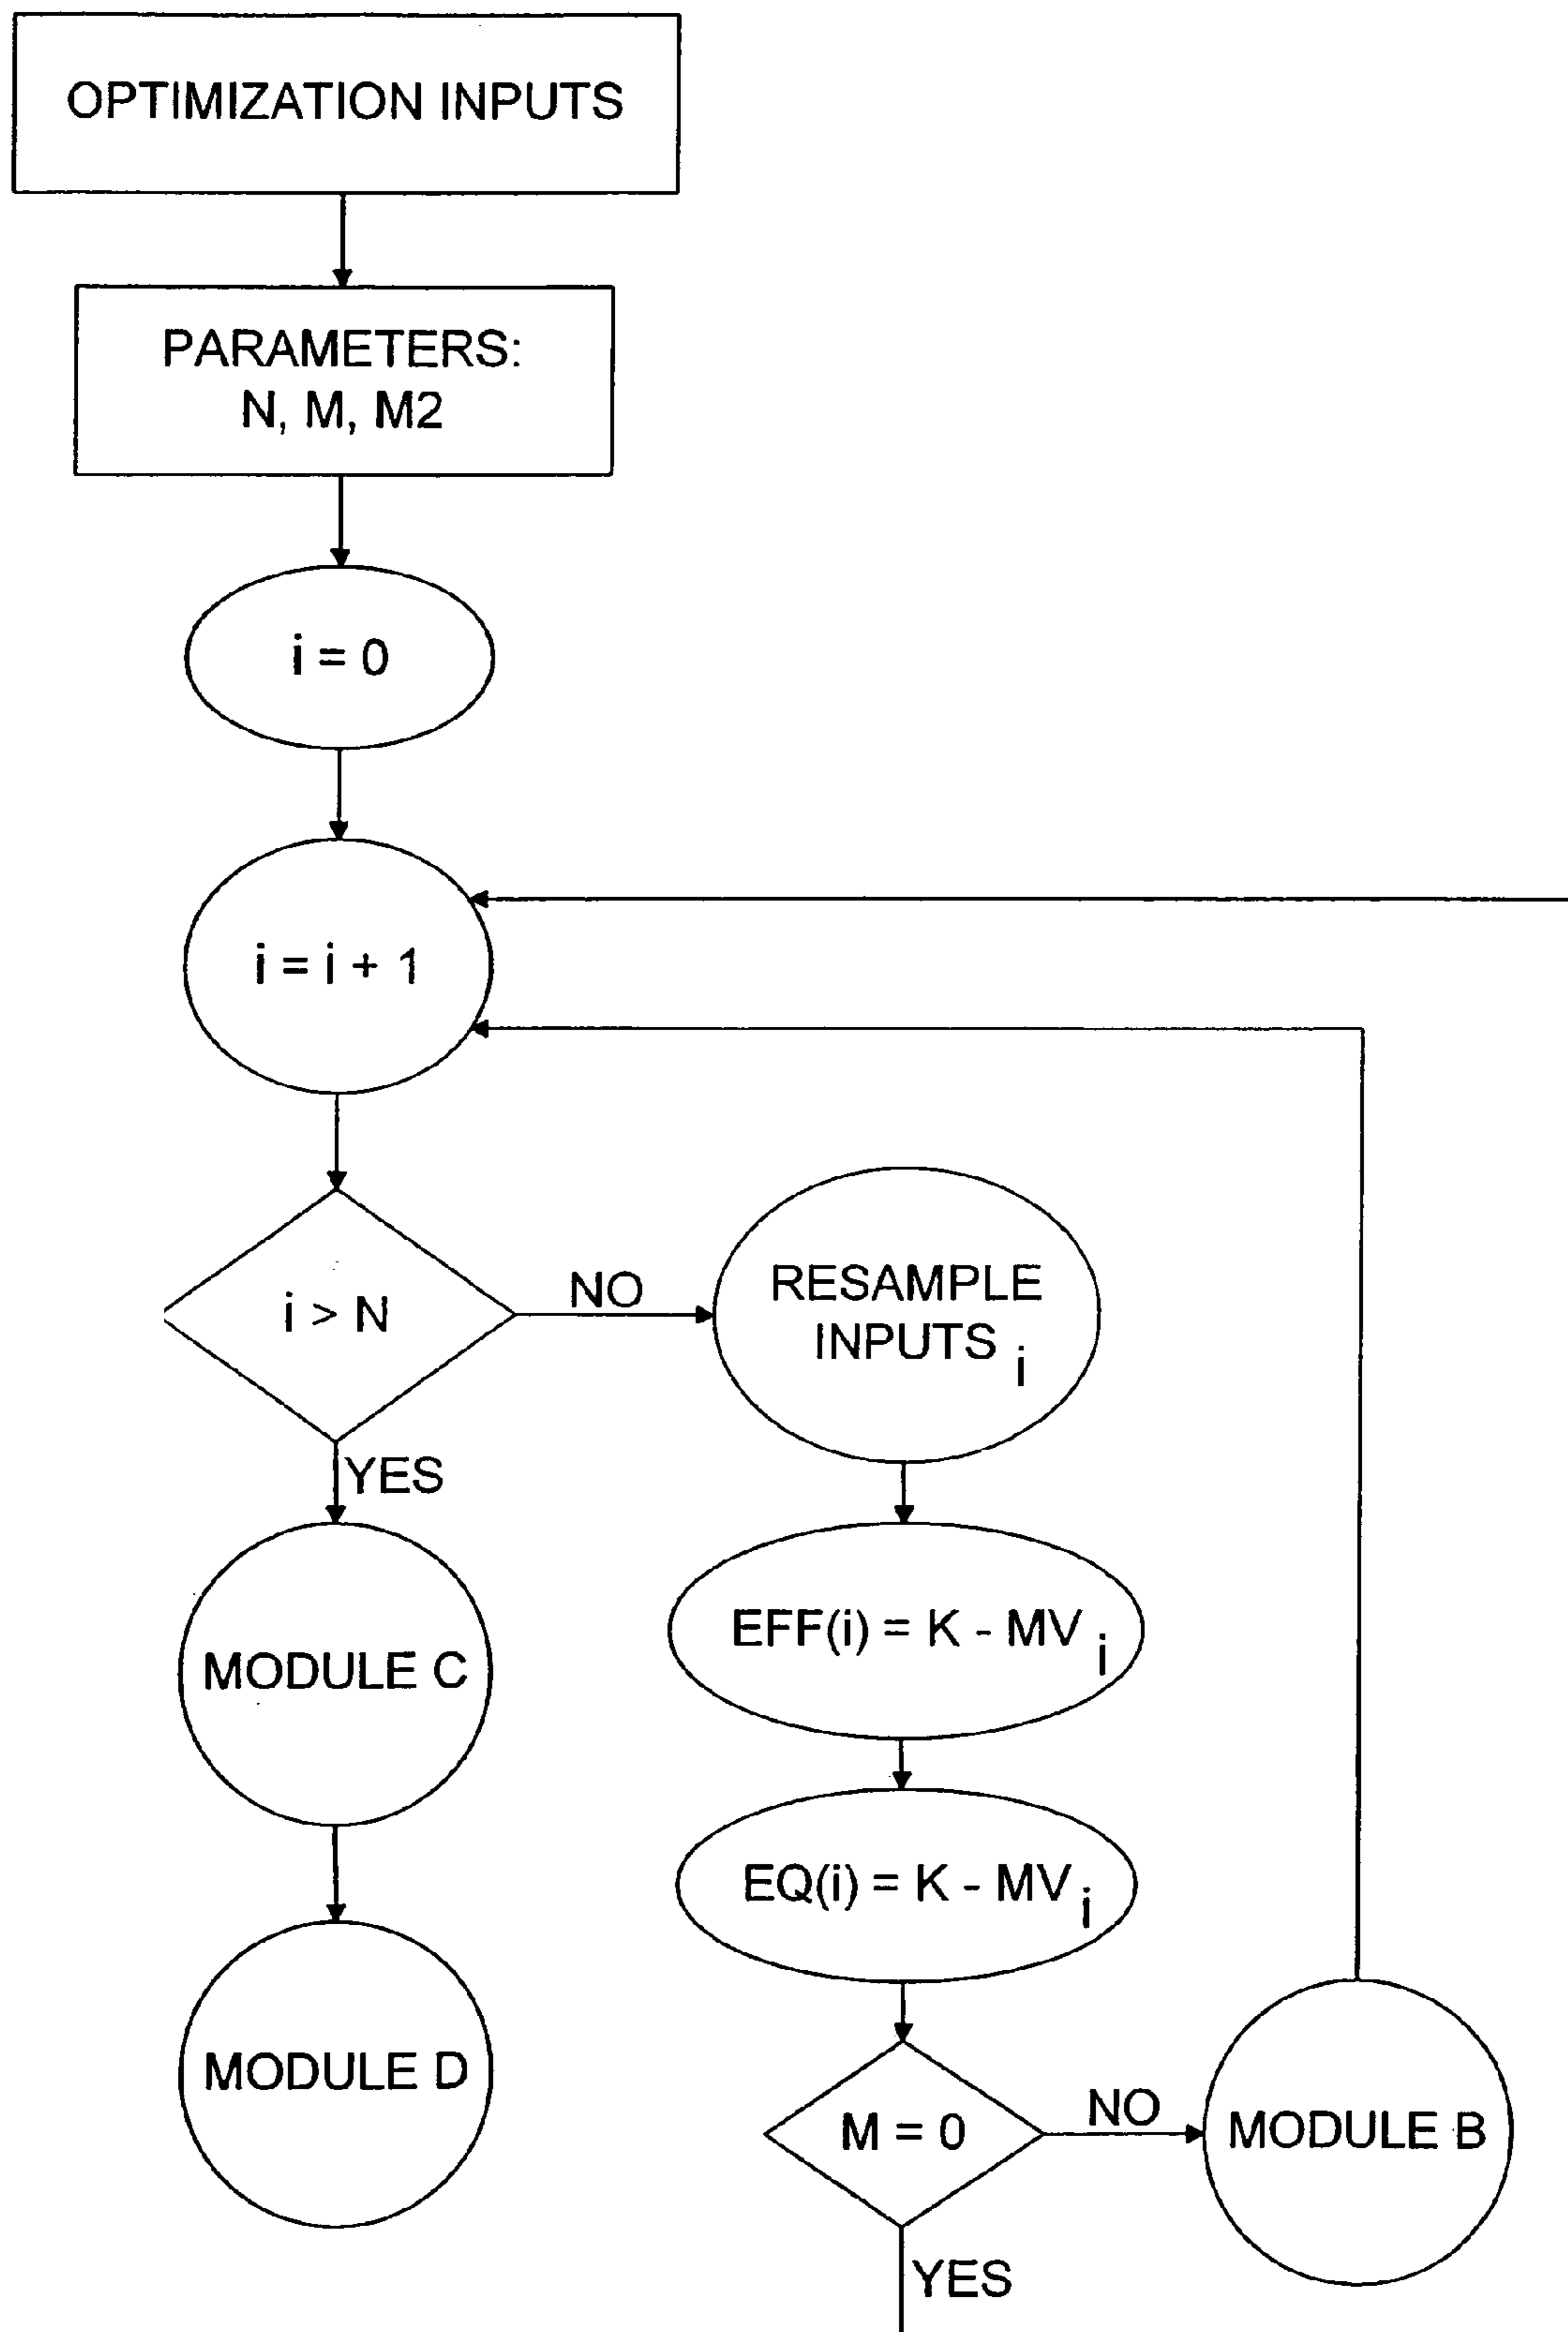 OPTIMIZATION INPUTS
PARAMETERS:
N, M, M2
i = 0
i = i + 1
i > N
NO
RESAMPLE
INPUTS i
YES
EFF(i) = K - MV i
MODULE C
EQ(i) = K - MV i
MODULE D
M = 0
NO
MODULE B
YES